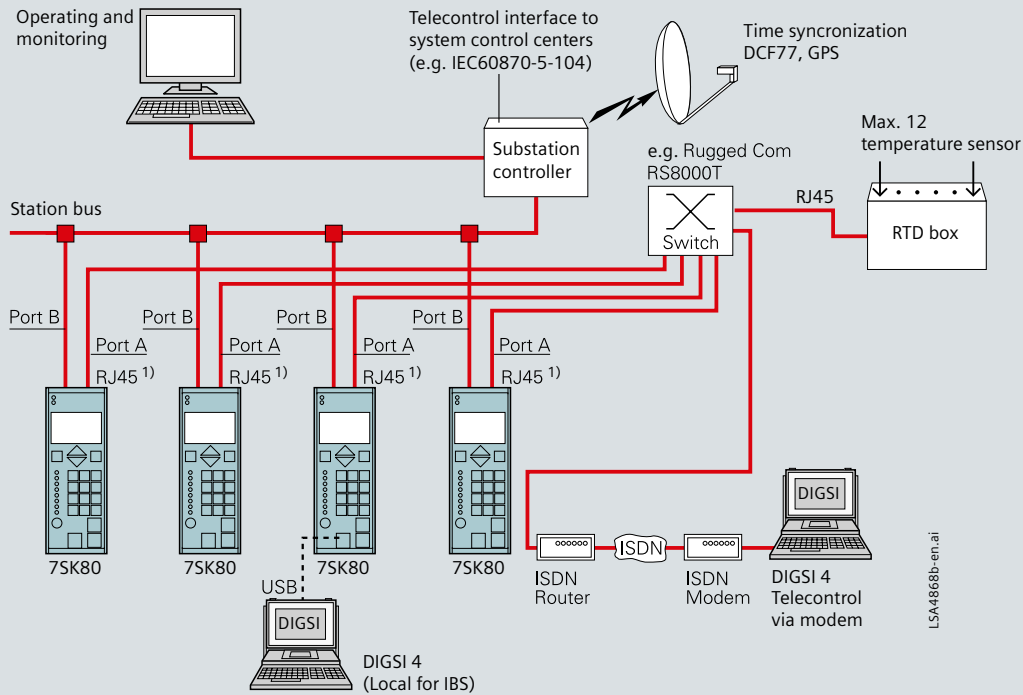 Operating and
monitoring
Telecontrol interface to
system control centers
(e.g. IEC60870-5-104)
Time syncronization
DCF77, GPS
Max. 12
temperature sensor
Substation
controller
e.g. Rugged Com
RS8000T
RJ45
Switch
RTD box
Station bus
Port B
Port B
Port B
Port B
Port A
Port A
Port A
Port A
RJ45 1)
RJ45 1)
RJ45 1)
RJ45 1)
7SK80
7SK80
7SK80
7SK80
USB
DIGSI
DIGSI 4
(Local for IBS)
ISDN
Router
ISDN
ISDN
Modem
DIGSI
DIGSI 4
Telecontrol
via modem
LSA4868b-en.ai